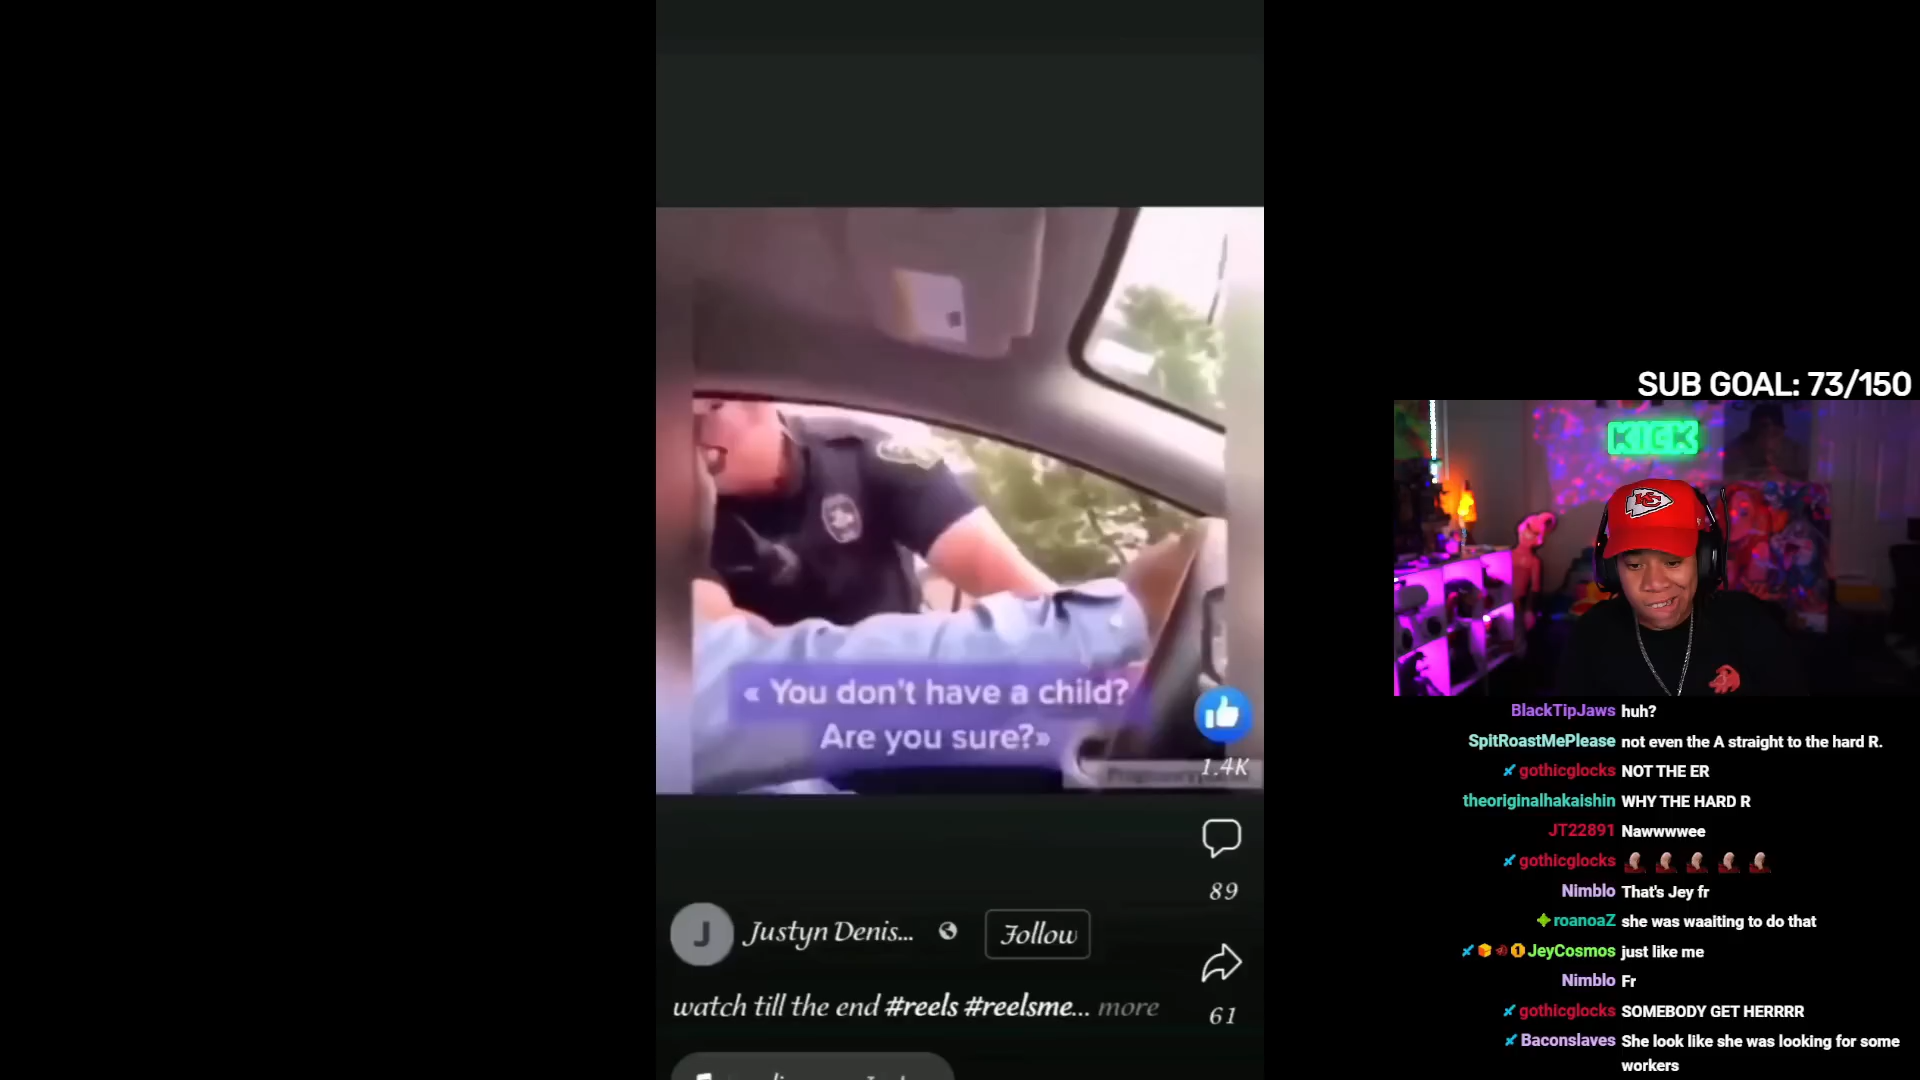 « You don't have a child?
Are you sure?»
1.4K
89
Justyn Denis...
Follow
watch till the end #reels #reelsme... more
61
SUB GOAL: 73/150
KICK
KC
BlackTipJaws huh?
SpitRoastMePlease not even the A straight to the hard R.
gothicglocks NOT THE ER
theoriginalhakaishin WHY THE HARD R
JT22891 Nawwwwee
gothicglocks
Nimblo That's Jey fr
roanoaZ she was waaiting to do that
JeyCosmos just like me
Nimblo Fr
gothicglocks SOMEBODY GET HERRRR
Baconslaves She look like she was looking for some
workers